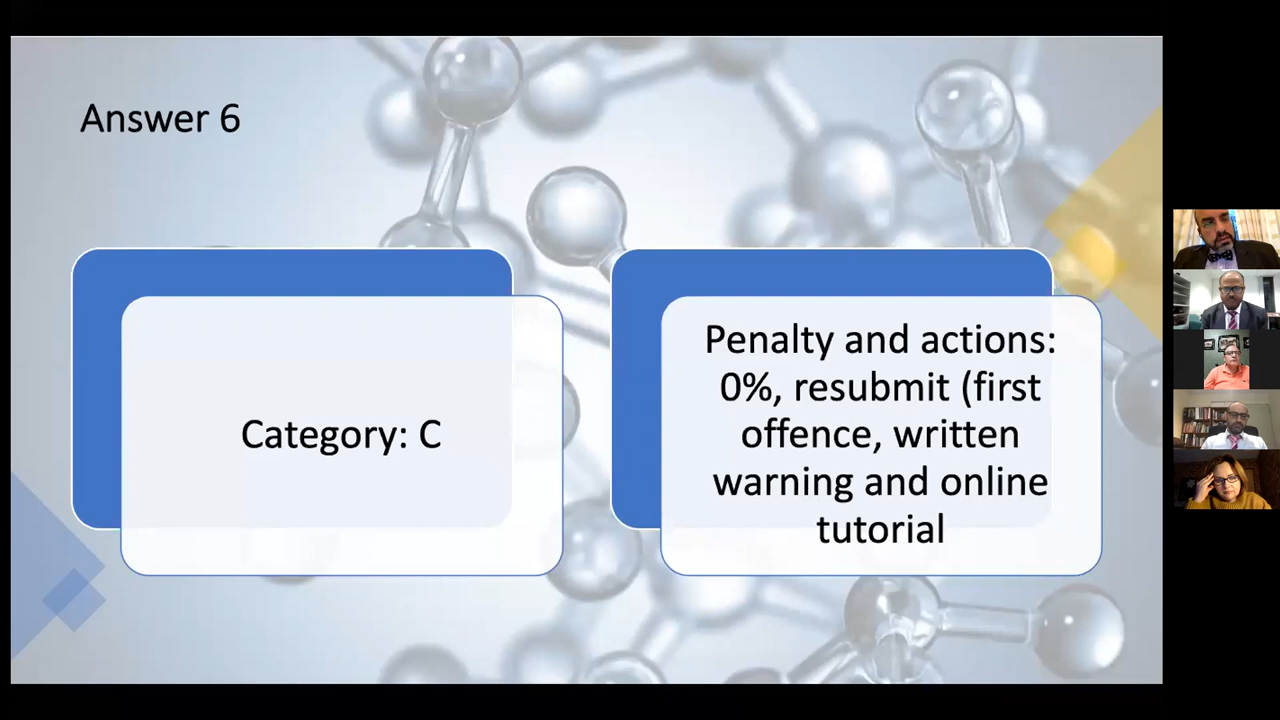 Answer 6
Category: C
Penalty and actions:
0%, resubmit (first
offence, written
warning and online
tutorial